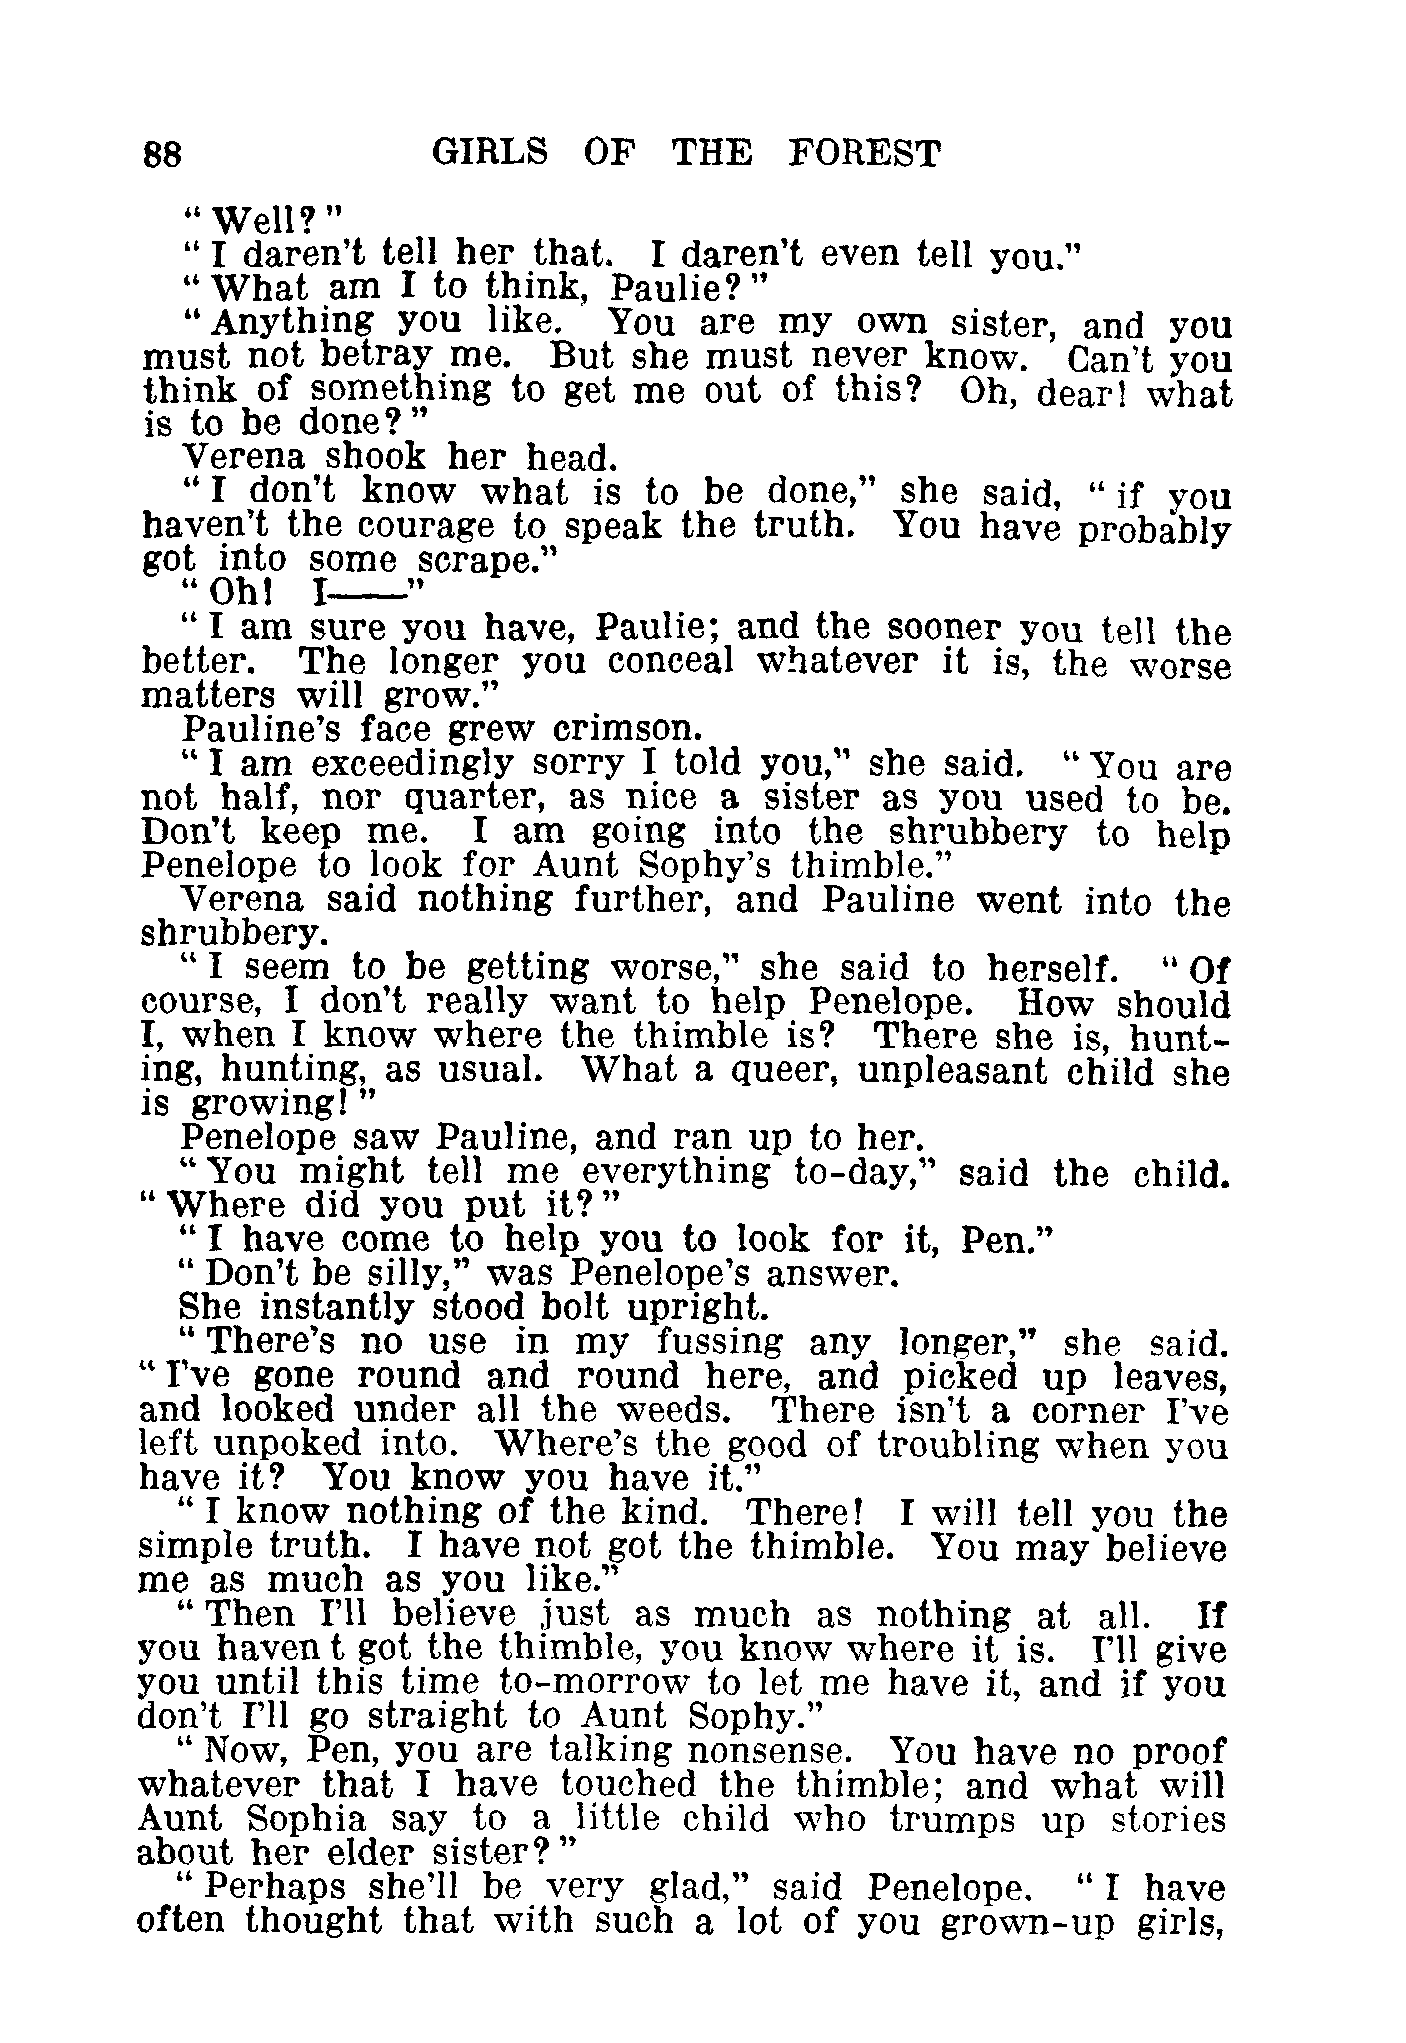 88 GIRLS OF THE FOREST
" Well? "
" I daren't tell her that. I daren't even tell you."
" What am I to think, Paulie? "
" Anything you like. You are my own sister, and you
must not betray me. But she must never know. Can't you
think of something to get me out of this? Oh, dear! what
is to be done? "
Verena shook her head.
" I don't know what is to be done," she said, " if you
haven't the courage to speak the truth. You have probably
got into some scrape."
" Oh! I——"
" I am sure you have, Paulie; and the sooner you tell the
better. The longer you conceal whatever it is, the worse
matters will grow."
Pauline's face grew crimson.
" I am exceedingly sorry I told you," she said. " You are
not half, nor quarter, as nice a sister as you used to be.
Don't keep me. I am going into the shrubbery to help
Penelope to look for Aunt Sophy's thimble."
Verena said nothing further, and Pauline went into the
shrubbery.
" I seem to be getting worse," she said to herself. " Of
course, I don't really want to help Penelope. How should
I, when I know where the thimble is? There she is, hunt-
ing, hunting, as usual. What a queer, unpleasant child she
is growing! "
Penelope saw Pauline, and ran up to her.
" You might tell me everything to-day," said the child.
" Where did you put it? "
" I have come to help you to look for it, Pen."
" Don't be silly," was Penelope's answer.
She instantly stood bolt upright.
" There's no use in my fussing any longer," she said.
" I've gone round and round here, and picked up leaves,
and looked under all the weeds. There isn't a corner I've
left unpoked into. Where's the good of troubling when you
have it? You know you have it."
" I know nothing of the kind. There! I will tell you the
simple truth. I have not got the thimble. You may believe
me as much as you like."
" Then I'll believe just as much as nothing at all. If
you haven t got the thimble, you know where it is. I'll give
you until this time to-morrow to let me have it, and if you
don't I'll go straight to Aunt Sophy."
" Now, Pen, you are talking nonsense. You have no proof
whatever that I have touched the thimble; and what will
Aunt Sophia say to a little child who trumps up stories
about her elder sister? "
" Perhaps she'll be very glad," said Penelope. " I have
often thought that with such a lot of you grown-up girls,